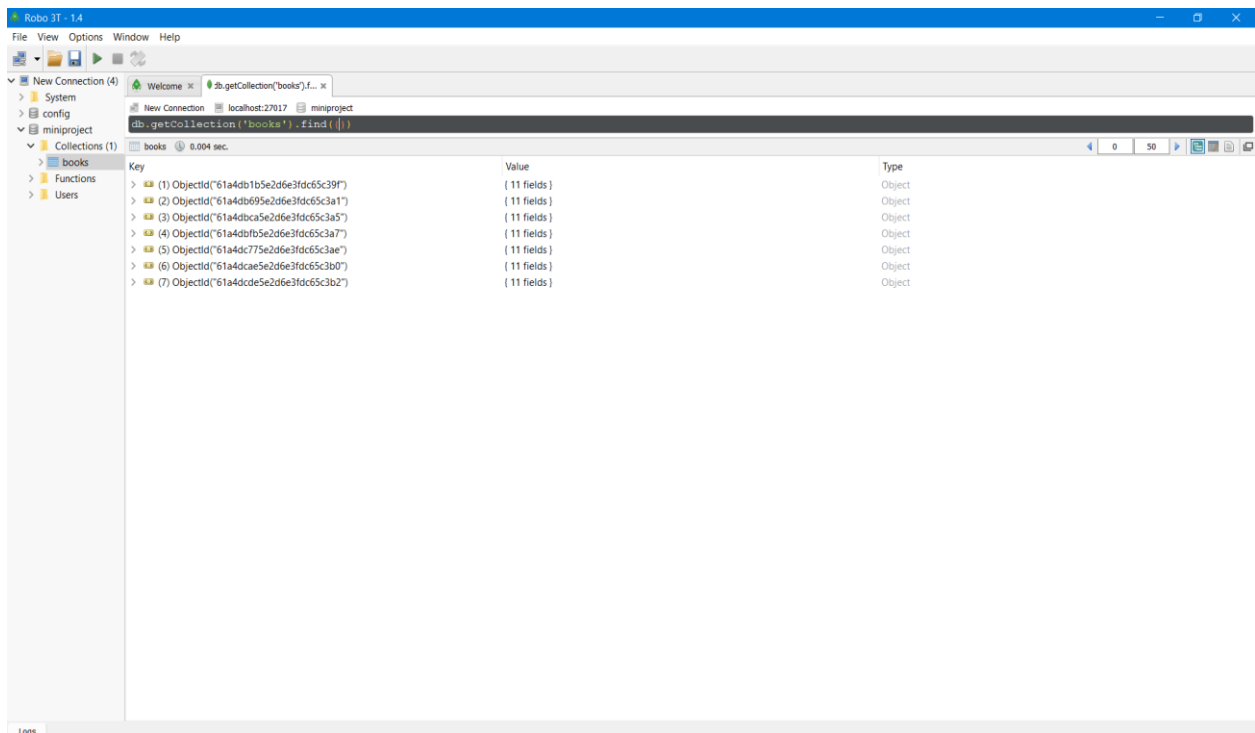 Robo 3T - 1.4
File View Options Window Help
New Connection (4)
System
config
miniproject
Collections (1)
books
Functions
Users
Welcome
db.getCollection('books').f...
New Connection localhost:27017 miniproject
db.getCollection('books').find({})
books 0.004 sec. 0 50
Key Value Type
(1) ObjectId("61a4db1b5e2d6e3fdc65c39f") { 11 fields } Object
(2) ObjectId("61a4db695e2d6e3fdc65c3a1") { 11 fields } Object
(3) ObjectId("61a4dbca5e2d6e3fdc65c3a5") { 11 fields } Object
(4) ObjectId("61a4dbfb5e2d6e3fdc65c3a7") { 11 fields } Object
(5) ObjectId("61a4dc775e2d6e3fdc65c3ae") { 11 fields } Object
(6) ObjectId("61a4dcae5e2d6e3fdc65c3b0") { 11 fields } Object
(7) ObjectId("61a4dcde5e2d6e3fdc65c3b2") { 11 fields } Object
Logs